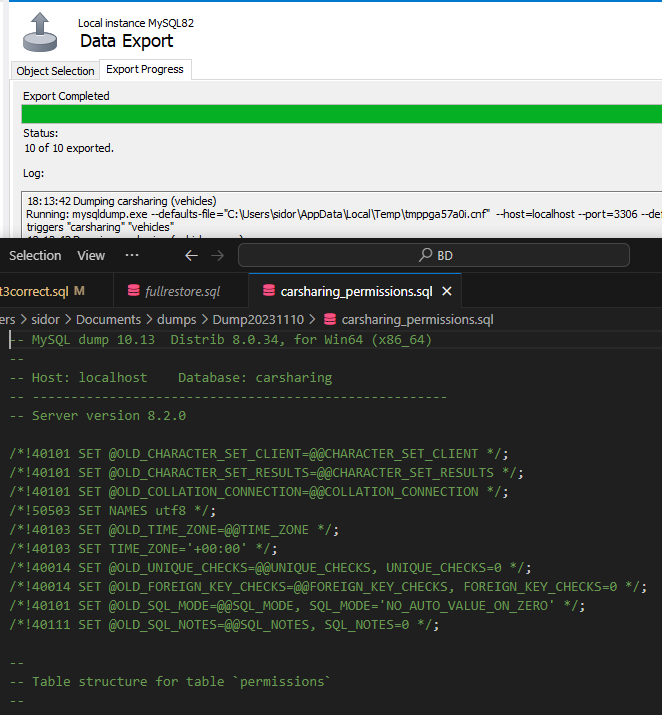 Local instance MySQL82
Data Export
Object Selection Export Progress
Export Completed
Status:
10 of 10 exported.
Log:
18:13:42 Dumping carsharing (vehicles)
Running: mysqldump.exe --defaults-file="C:\Users\sidor\AppData\Local\Temp\tmppga57a0i.cnf" --host=localhost --port=3306 --def
triggers "carsharing" "vehicles"
Selection View ··· ← → BD
t3correct.sql M fullrestore.sql carsharing_permissions.sql ×
ers > sidor > Documents > dumps > Dump20231110 > carsharing_permissions.sql
-- MySQL dump 10.13  Distrib 8.0.34, for Win64 (x86_64)
--
-- Host: localhost    Database: carsharing
-- ------------------------------------------------------
-- Server version 8.2.0
/*!40101 SET @OLD_CHARACTER_SET_CLIENT=@@CHARACTER_SET_CLIENT */;
/*!40101 SET @OLD_CHARACTER_SET_RESULTS=@@CHARACTER_SET_RESULTS */;
/*!40101 SET @OLD_COLLATION_CONNECTION=@@COLLATION_CONNECTION */;
/*!50503 SET NAMES utf8 */;
/*!40103 SET @OLD_TIME_ZONE=@@TIME_ZONE */;
/*!40103 SET TIME_ZONE='+00:00' */;
/*!40014 SET @OLD_UNIQUE_CHECKS=@@UNIQUE_CHECKS, UNIQUE_CHECKS=0 */;
/*!40014 SET @OLD_FOREIGN_KEY_CHECKS=@@FOREIGN_KEY_CHECKS, FOREIGN_KEY_CHECKS=0 */;
/*!40101 SET @OLD_SQL_MODE=@@SQL_MODE, SQL_MODE='NO_AUTO_VALUE_ON_ZERO' */;
/*!40111 SET @OLD_SQL_NOTES=@@SQL_NOTES, SQL_NOTES=0 */;
--
-- Table structure for table `permissions`
--